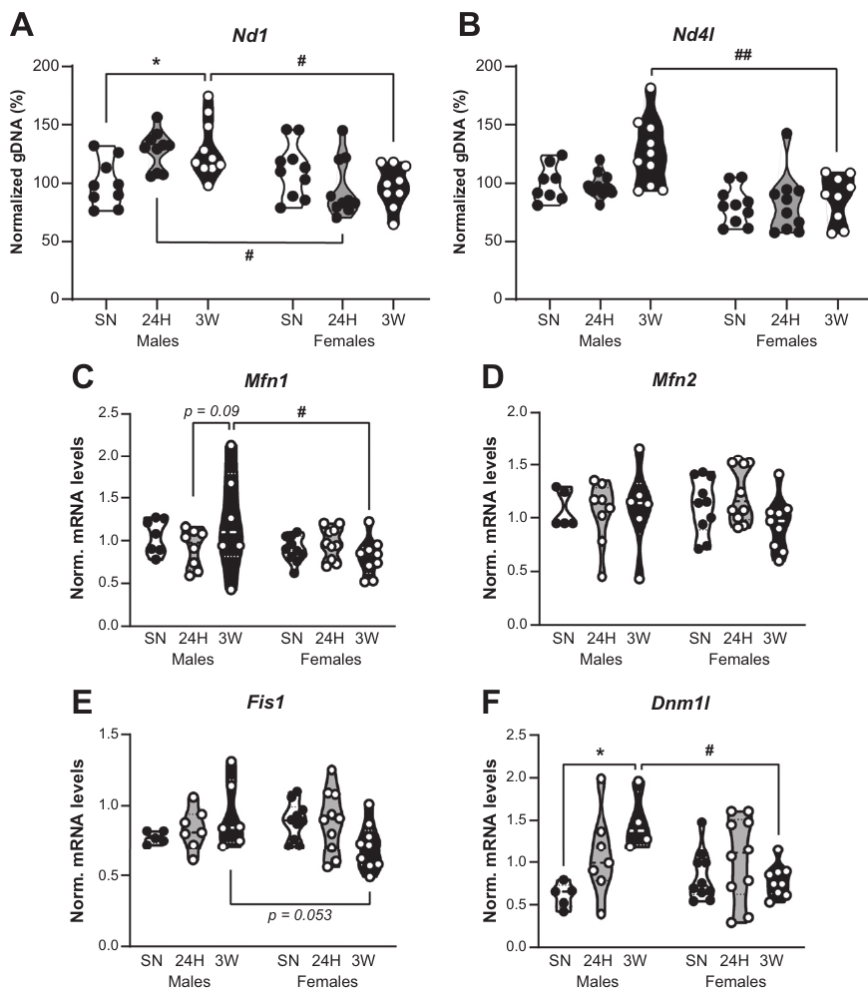 A
Nd1
Normalized gDNA (%)
200
150
100
50
0
*
#
#
SN 24H 3W SN 24H 3W
Males Females
B
Nd4l
Normalized gDNA (%)
200
150
100
50
0
##
SN 24H 3W SN 24H 3W
Males Females
C
Mfn1
Norm. mRNA levels
2.5
2.0
1.5
1.0
0.5
0.0
p = 0.09
#
SN 24H 3W SN 24H 3W
Males Females
D
Mfn2
Norm. mRNA levels
2.0
1.5
1.0
0.5
0.0
SN 24H 3W SN 24H 3W
Males Females
E
Fis1
Norm. mRNA levels
1.5
1.0
0.5
0.0
p = 0.053
SN 24H 3W SN 24H 3W
Males Females
F
Dnm1l
Norm. mRNA levels
2.5
2.0
1.5
1.0
0.5
0.0
*
#
SN 24H 3W SN 24H 3W
Males Females